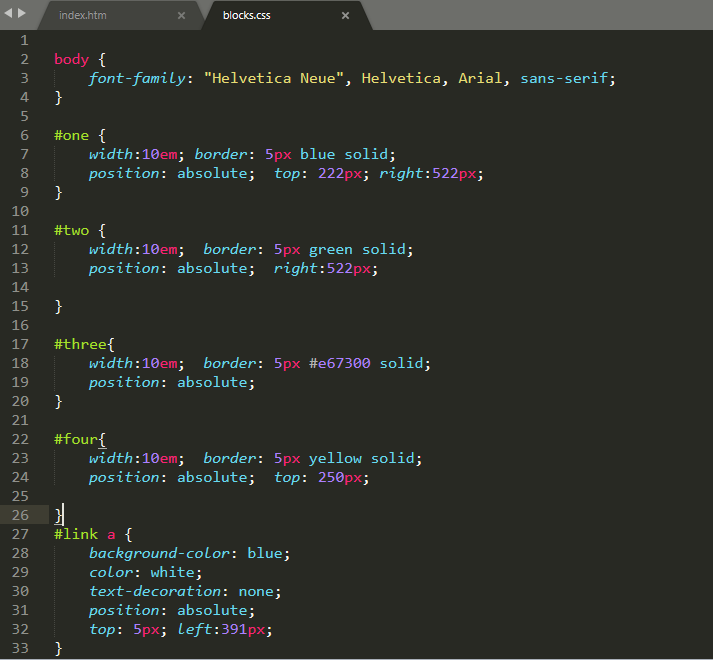 index.htm × blocks.css ×
1
2 body {
3     font-family: "Helvetica Neue", Helvetica, Arial, sans-serif;
4 }
5
6 #one {
7     width:10em; border: 5px blue solid;
8     position: absolute;  top: 222px; right:522px;
9 }
10
11 #two {
12     width:10em;  border: 5px green solid;
13     position: absolute;  right:522px;
14
15 }
16
17 #three{
18     width:10em;  border: 5px #e67300 solid;
19     position: absolute;
20 }
21
22 #four{
23     width:10em;  border: 5px yellow solid;
24     position: absolute;  top: 250px;
25
26 }
27 #link a {
28     background-color: blue;
29     color: white;
30     text-decoration: none;
31     position: absolute;
32     top: 5px; left:391px;
33 }